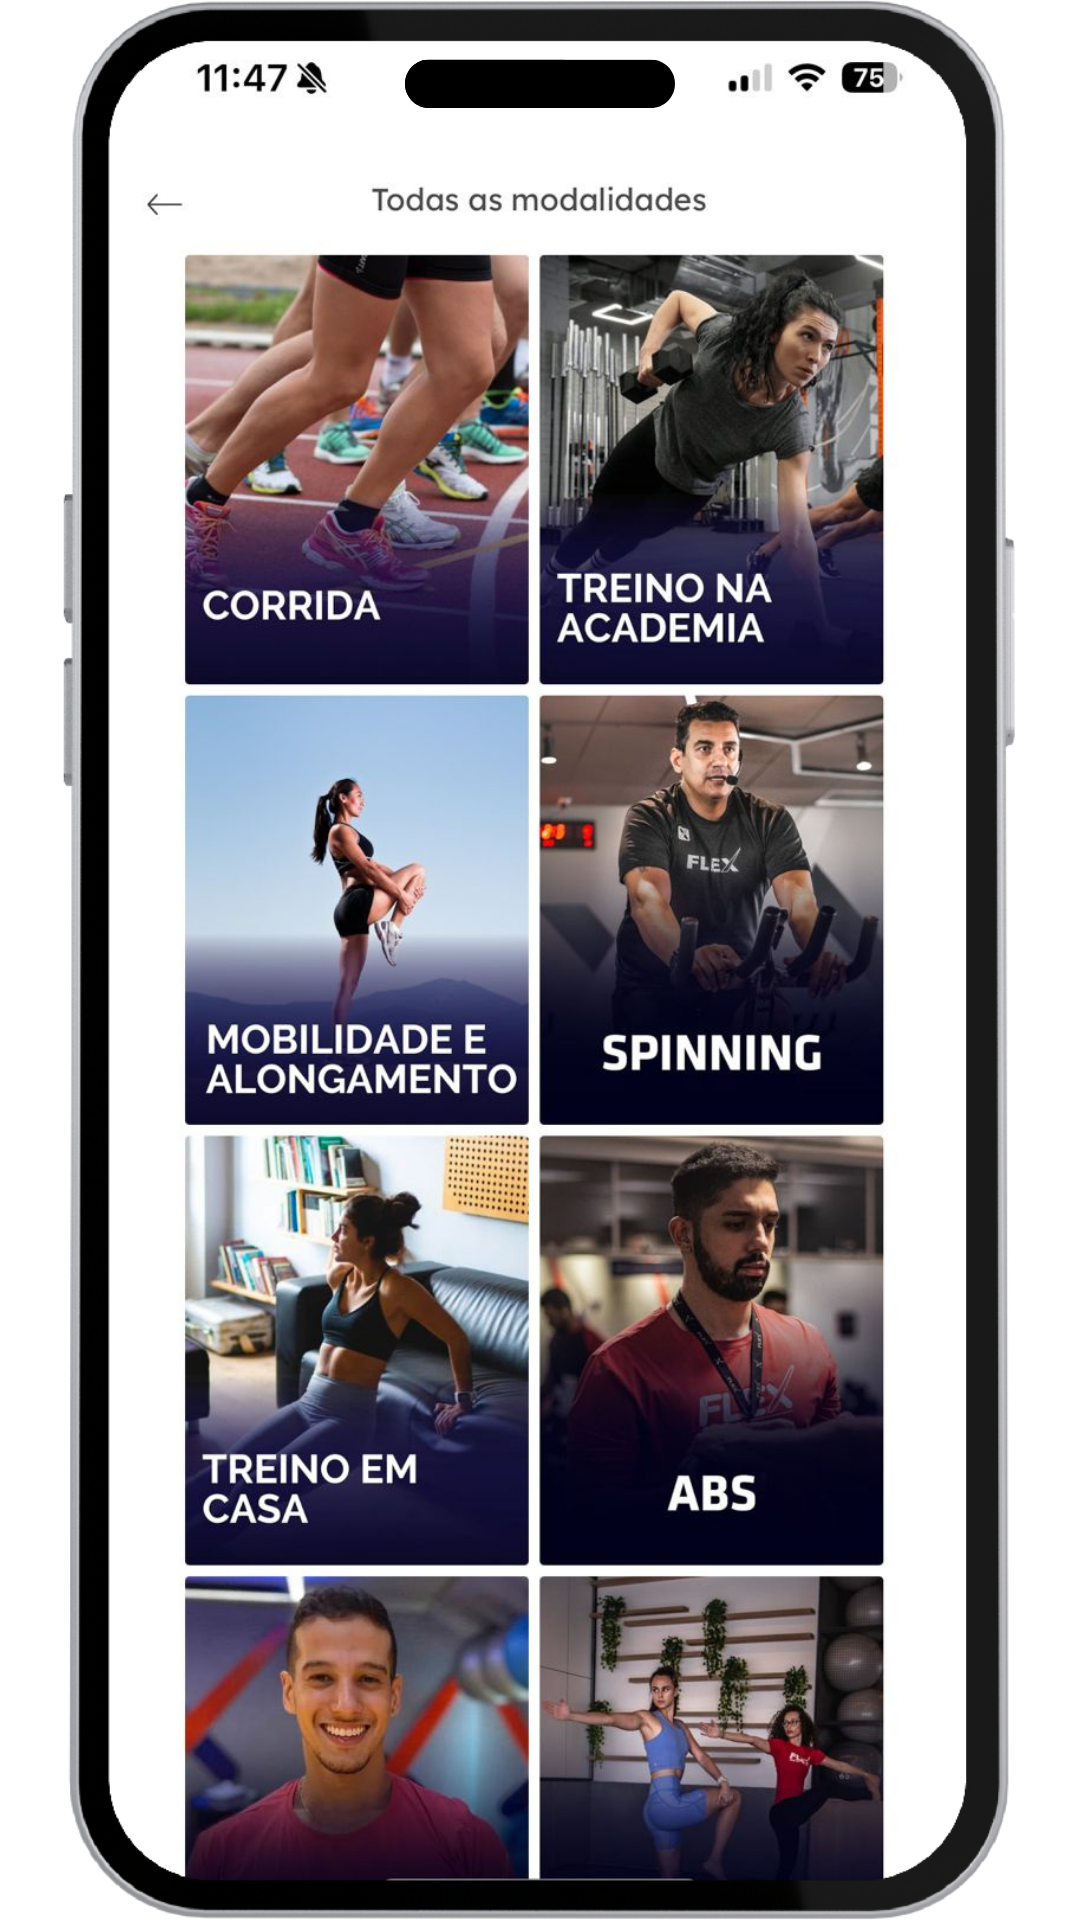 11:47
75
Todas as modalidades
CORRIDA
TREINO NA
ACADEMIA
MOBILIDADE E
ALONGAMENTO
FLEX
SPINNING
TREINO EM
CASA
FLEX
ABS
FLEX